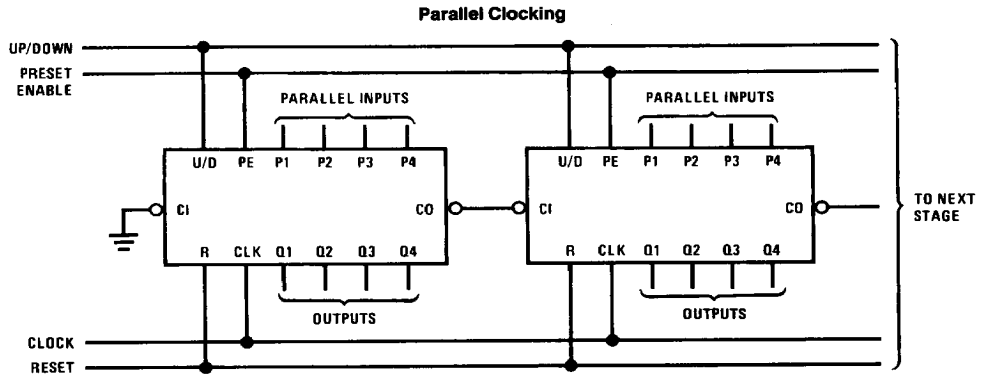 Parallel Clocking
UP/DOWN
PRESET
ENABLE
PARALLEL INPUTS
PARALLEL INPUTS
U/D PE P1 P2 P3 P4
U/D PE P1 P2 P3 P4
CI CO
CI CO
TO NEXT
STAGE
R CLK Q1 Q2 Q3 Q4
R CLK Q1 Q2 Q3 Q4
OUTPUTS
OUTPUTS
CLOCK
RESET